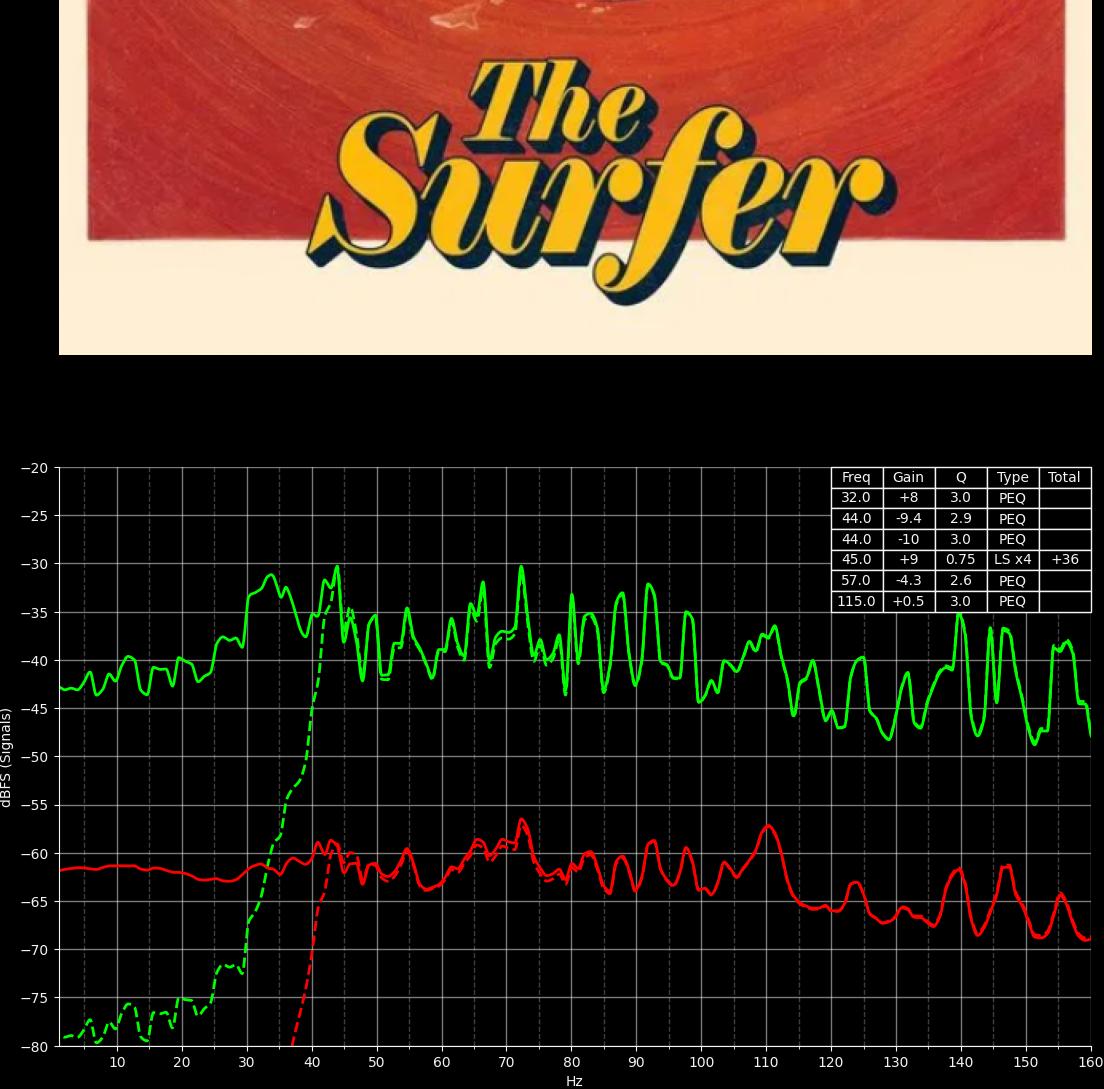 The
Surfer
−20
−25
−30
−35
−40
−45
−50
−55
−60
−65
−70
−75
−80
dBFS (Signals)
Freq Gain Q Type Total
32.0 +8 3.0 PEQ
44.0 -9.4 2.9 PEQ
44.0 -10 3.0 PEQ
45.0 +9 0.75 LS x4 +36
57.0 -4.3 2.6 PEQ
115.0 +0.5 3.0 PEQ
10 20 30 40 50 60 70 80 90 100 110 120 130 140 150 160
Hz